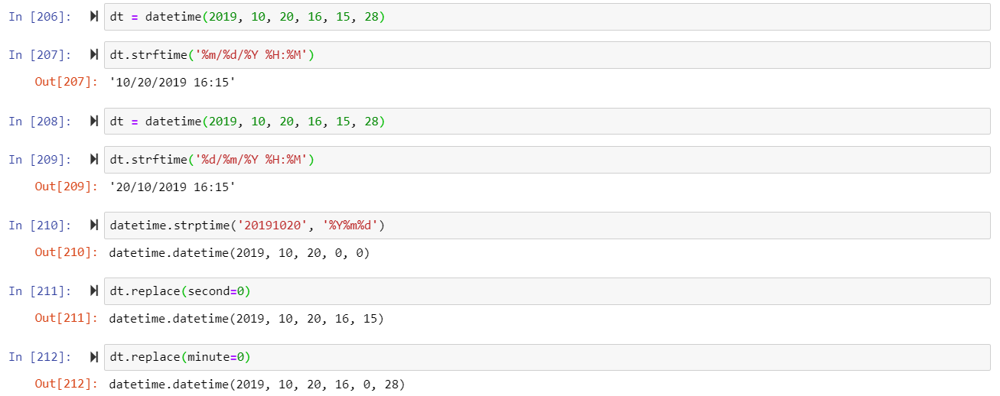 In [206]: dt = datetime(2019, 10, 20, 16, 15, 28)
In [207]: dt.strftime('%m/%d/%Y %H:%M')
Out[207]: '10/20/2019 16:15'
In [208]: dt = datetime(2019, 10, 20, 16, 15, 28)
In [209]: dt.strftime('%d/%m/%Y %H:%M')
Out[209]: '20/10/2019 16:15'
In [210]: datetime.strptime('20191020', '%Y%m%d')
Out[210]: datetime.datetime(2019, 10, 20, 0, 0)
In [211]: dt.replace(second=0)
Out[211]: datetime.datetime(2019, 10, 20, 16, 15)
In [212]: dt.replace(minute=0)
Out[212]: datetime.datetime(2019, 10, 20, 16, 0, 28)